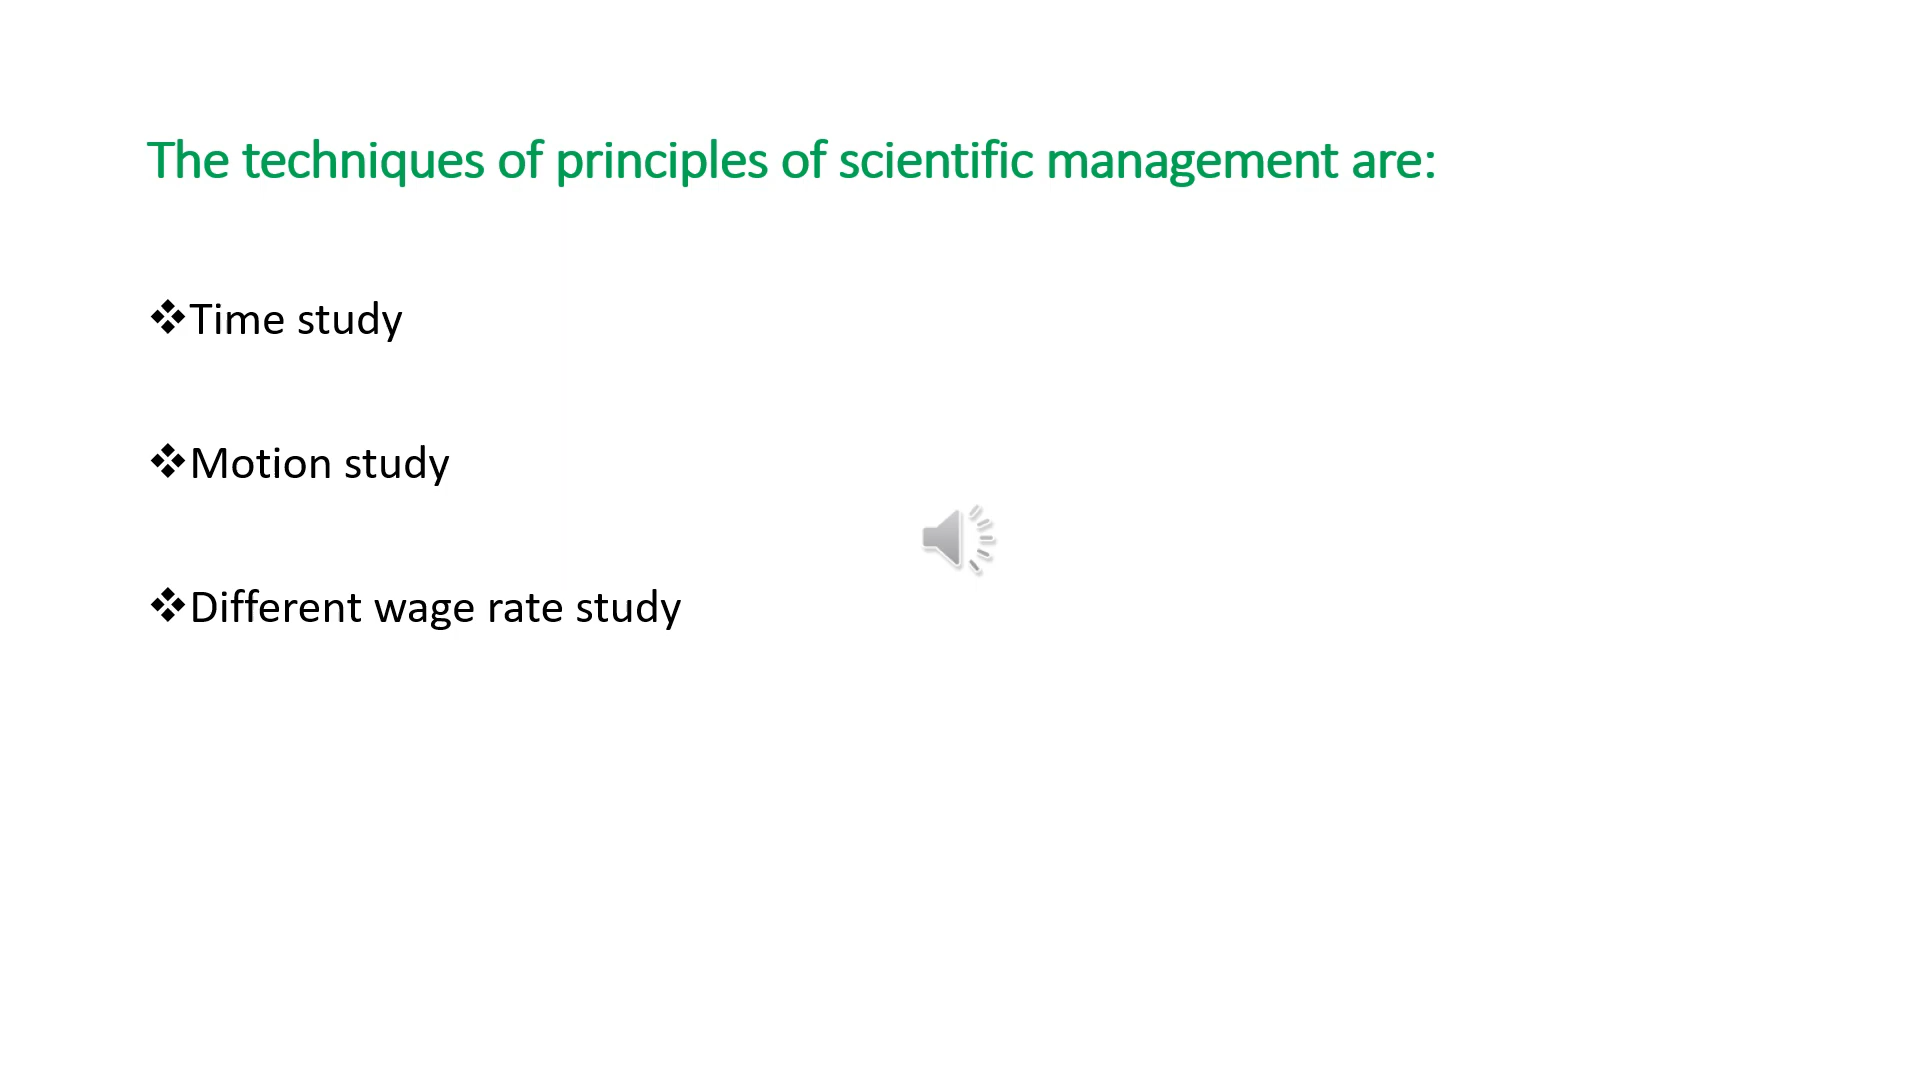 The techniques of principles of scientific management are:
❖Time study
❖Motion study
❖Different wage rate study